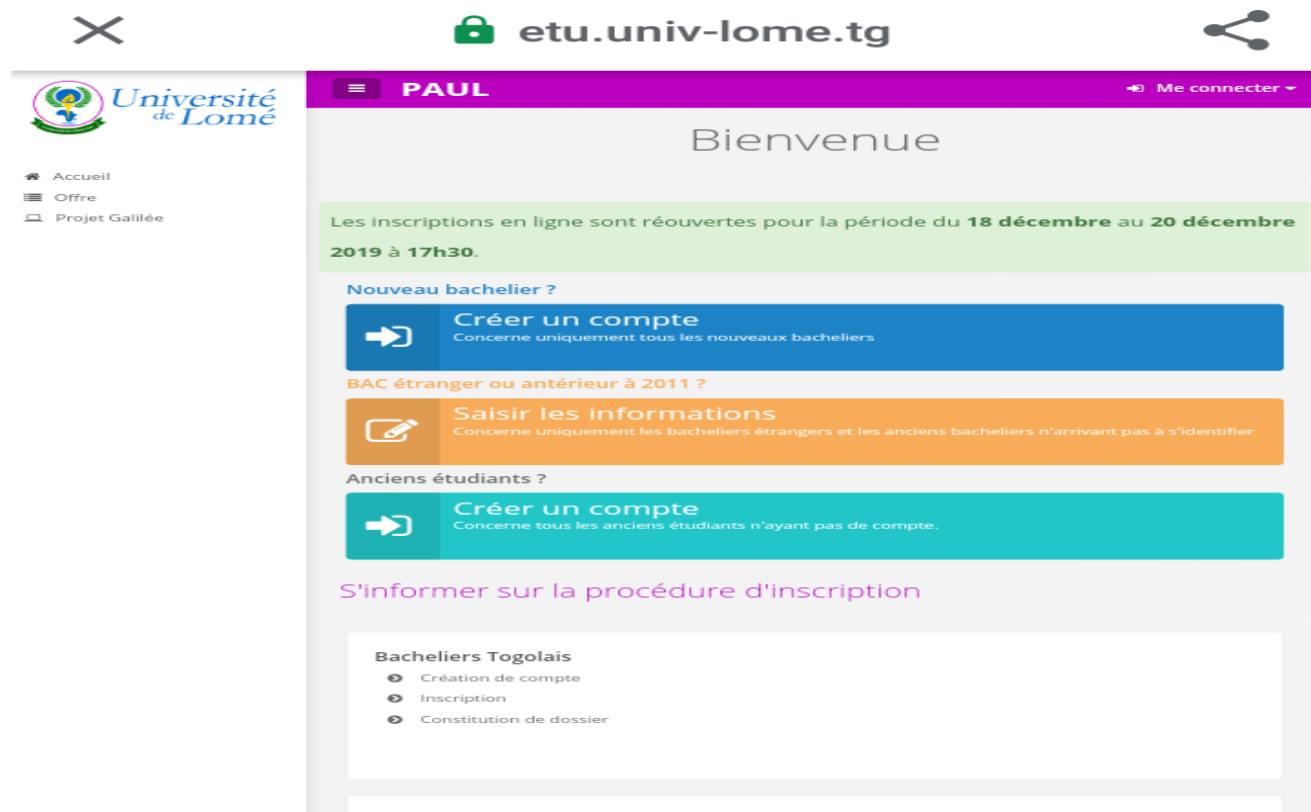 etu.univ-lome.tg
Université
de Lomé
PAUL
Me connecter
Accueil
Offre
Projet Galilée
Bienvenue
Les inscriptions en ligne sont réouvertes pour la période du 18 décembre au 20 décembre
2019 à 17h30.
Nouveau bachelier ?
Créer un compte
Concerne uniquement tous les nouveaux bacheliers
BAC étranger ou antérieur à 2011 ?
Saisir les informations
Concerne uniquement les bacheliers étrangers et les anciens bacheliers n'arrivant pas à s'identifier
Anciens étudiants ?
Créer un compte
Concerne tous les anciens étudiants n'ayant pas de compte.
S'informer sur la procédure d'inscription
Bacheliers Togolais
Création de compte
Inscription
Constitution de dossier